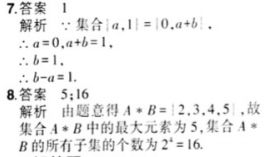 7.答案 1
解析 ∵集合{a,1}={0,a+b},
∴a=0,a+b=1,
∴b=1,
∴b-a=1.
8.答案 5;16
解析 由题意得A*B={2,3,4,5},故
集合A*B中的最大元素为5,集合A*
B的所有子集的个数为2⁴=16.